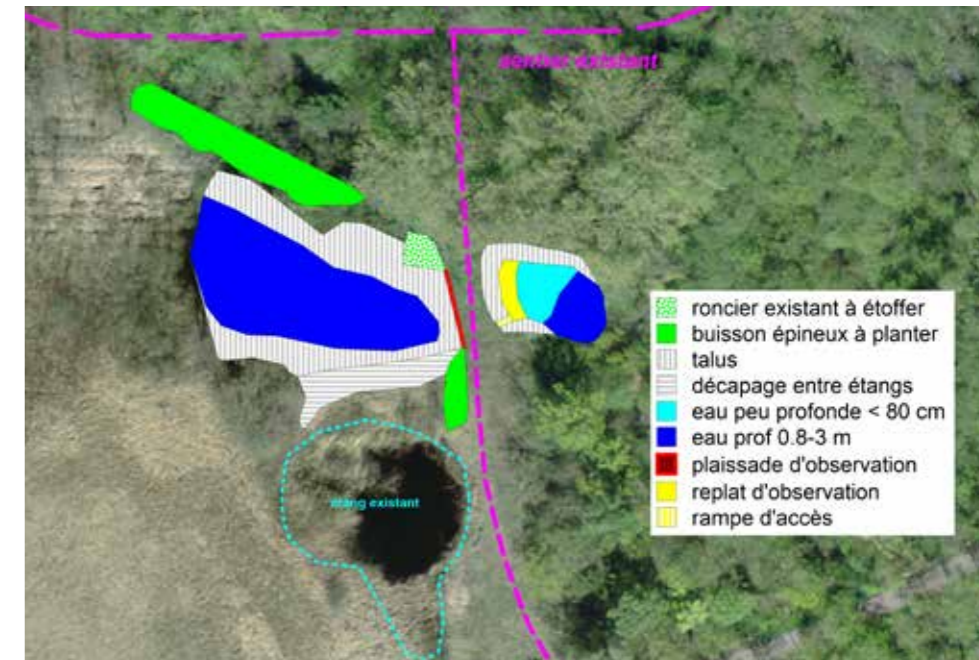 sentier existant
roncier existant à étoffer
buisson épineux à planter
talus
décapage entre étangs
eau peu profonde < 80 cm
eau prof 0.8-3 m
plaissade d'observation
replat d'observation
rampe d'accès
étang existant